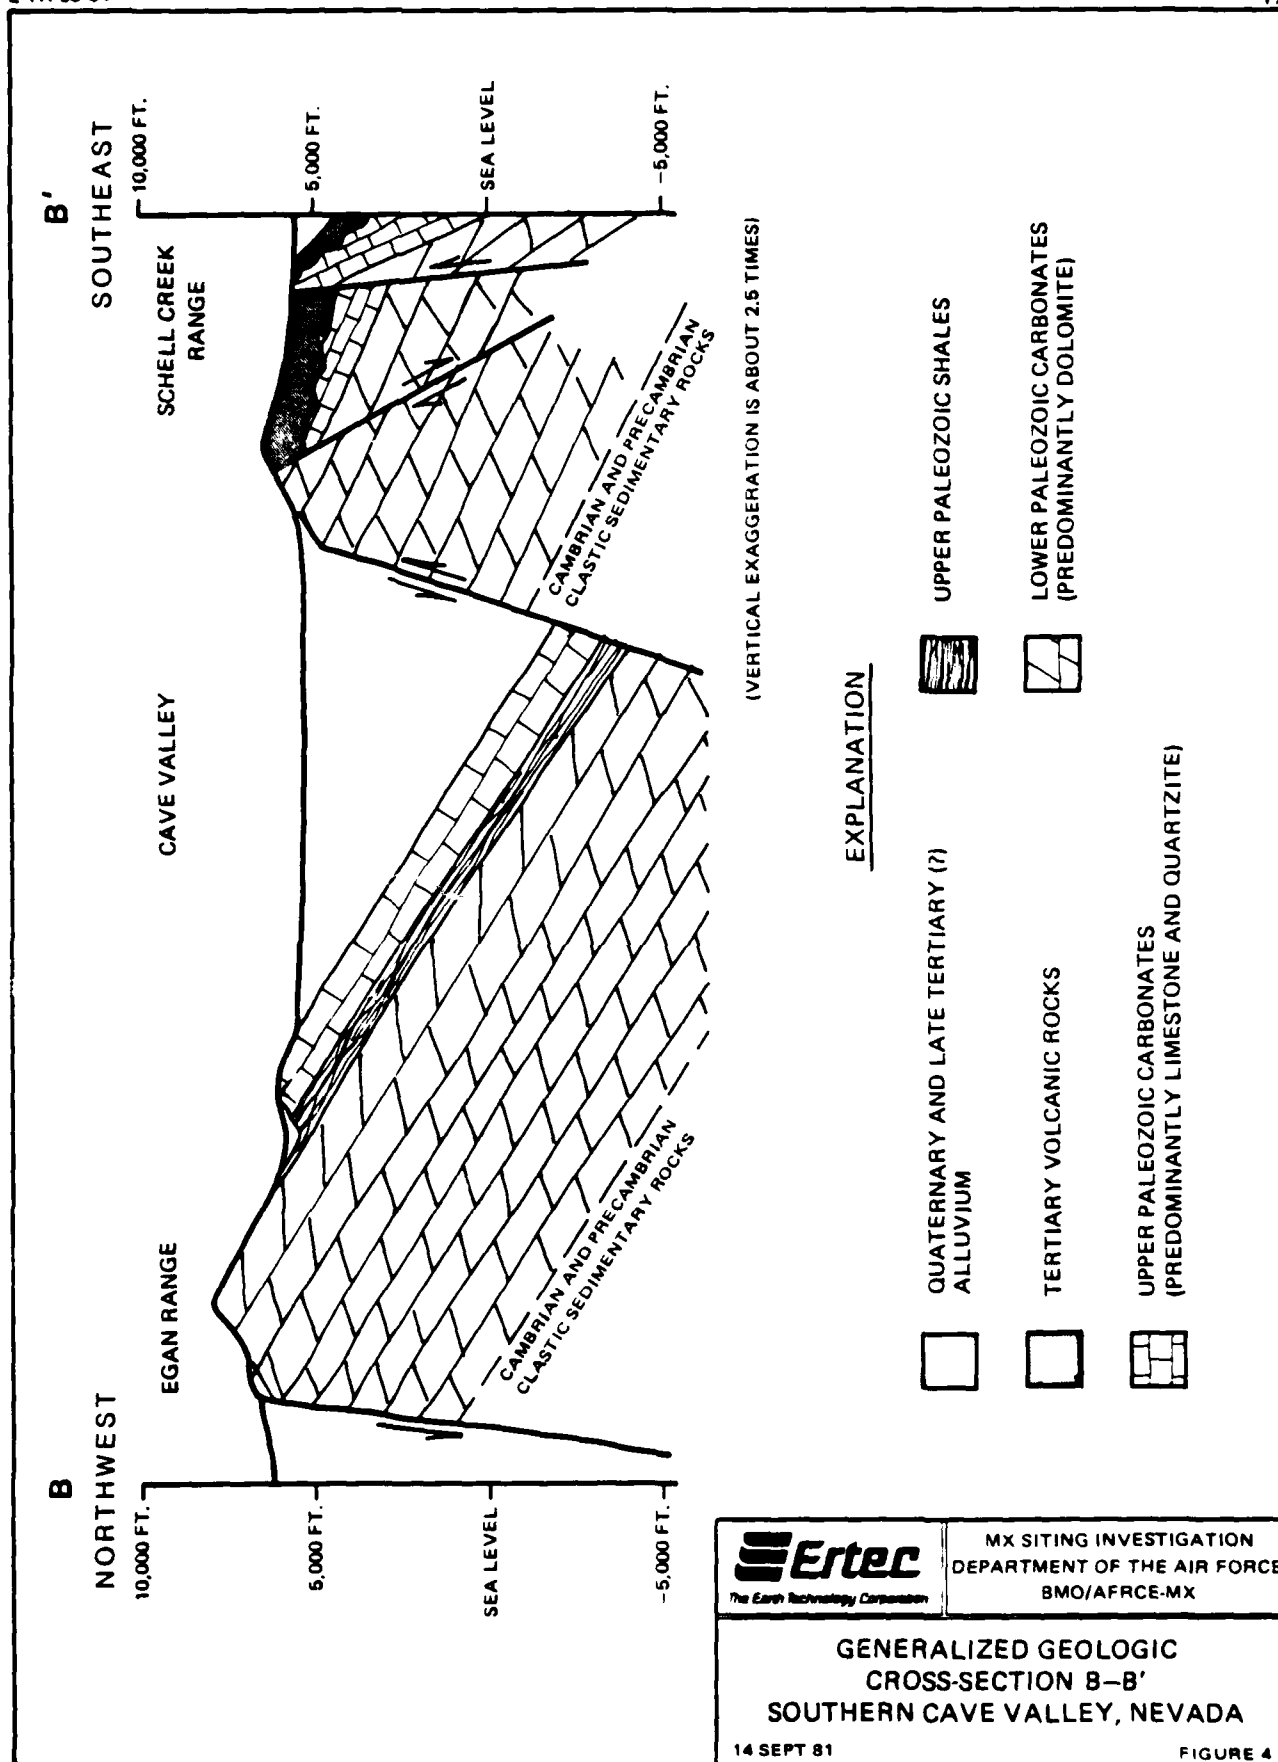 B
NORTHWEST
B'
SOUTHEAST
10,000 FT.
5,000 FT.
SEA LEVEL
-5,000 FT.
EGAN RANGE
CAVE VALLEY
SCHELL CREEK
RANGE
10,000 FT.
5,000 FT.
SEA LEVEL
-5,000 FT.
CAMBRIAN AND PRECAMBRIAN
CLASTIC SEDIMENTARY ROCKS
CAMBRIAN AND PRECAMBRIAN
CLASTIC SEDIMENTARY ROCKS
(VERTICAL EXAGGERATION IS ABOUT 2.5 TIMES)
EXPLANATION
QUATERNARY AND LATE TERTIARY (?)
ALLUVIUM
TERTIARY VOLCANIC ROCKS
UPPER PALEOZOIC CARBONATES
(PREDOMINANTLY LIMESTONE AND QUARTZITE)
UPPER PALEOZOIC SHALES
LOWER PALEOZOIC CARBONATES
(PREDOMINANTLY DOLOMITE)
Ertec
The Earth Technology Corporation
MX SITING INVESTIGATION
DEPARTMENT OF THE AIR FORCE
BMO/AFRCE-MX
GENERALIZED GEOLOGIC
CROSS-SECTION B–B'
SOUTHERN CAVE VALLEY, NEVADA
14 SEPT 81
FIGURE 4